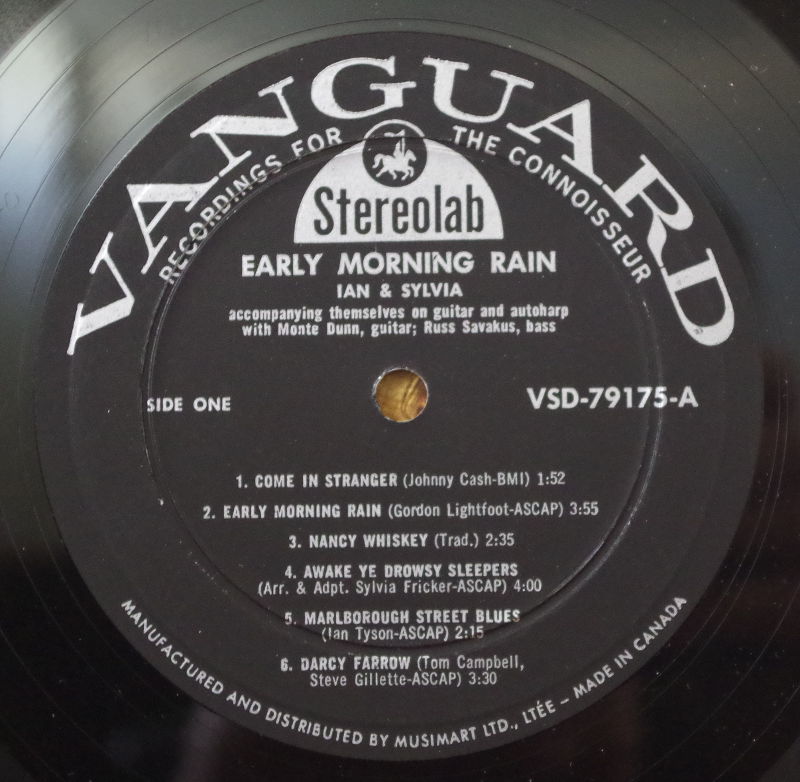 VANGUARD
RECORDINGS FOR THE CONNOISSEUR
Stereolab
EARLY MORNING RAIN
IAN & SYLVIA
accompanying themselves on guitar and autoharp
with Monte Dunn, guitar; Russ Savakus, bass
SIDE ONE
VSD-79175-A
1. COME IN STRANGER (Johnny Cash-BMI) 1:52
2. EARLY MORNING RAIN (Gordon Lightfoot-ASCAP) 3:55
3. NANCY WHISKEY (Trad.) 2:35
4. AWAKE YE DROWSY SLEEPERS
(Arr. & Adpt. Sylvia Fricker-ASCAP) 4:00
5. MARLBOROUGH STREET BLUES
(Ian Tyson-ASCAP) 2:15
6. DARCY FARROW (Tom Campbell,
Steve Gillette-ASCAP) 3:30
MANUFACTURED AND DISTRIBUTED BY MUSIMART LTD., LTÉE – MADE IN CANADA